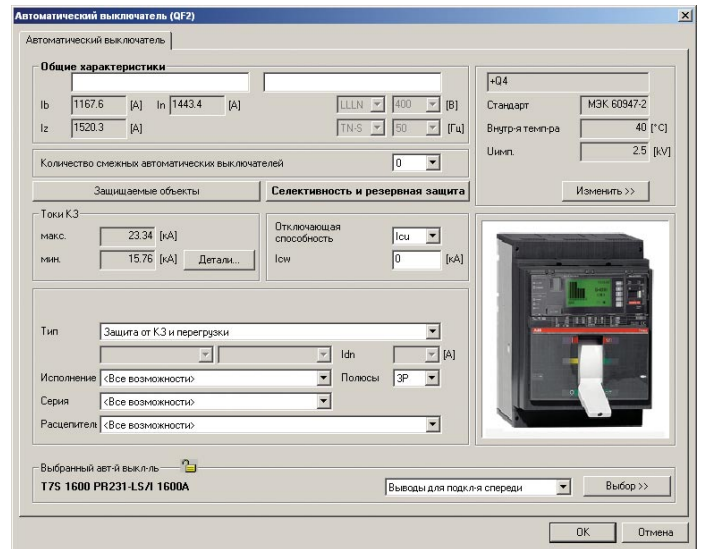 Автоматический выключатель (QF2)
Автоматический выключатель
Общие характеристики
Ib 1167.6 [A] In 1443.4 [A] LLLN 400 [В]
Iz 1520.3 [A] TN-S 50 [Гц]
+Q4
Стандарт МЭК 60947-2
Внутр-я темп-ра 40 [°C]
Uимп. 2.5 [kV]
Изменить >>
Количество смежных автоматических выключателей 0
Защищаемые объекты Селективность и резервная защита
Токи КЗ
макс. 23.34 [кА]
мин. 15.76 [кА] Детали...
Отключающая способность Icu
Icw 0 [кА]
Тип Защита от КЗ и перегрузки
Idn [A]
Исполнение <Все возможности> Полюсы 3P
Серия <Все возможности>
Расцепитель <Все возможности>
ABB
Выбранный авт-й выкл-ль
T7S 1600 PR231-LS/I 1600A
Выводы для подкл-я спереди Выбор >>
OK Отмена